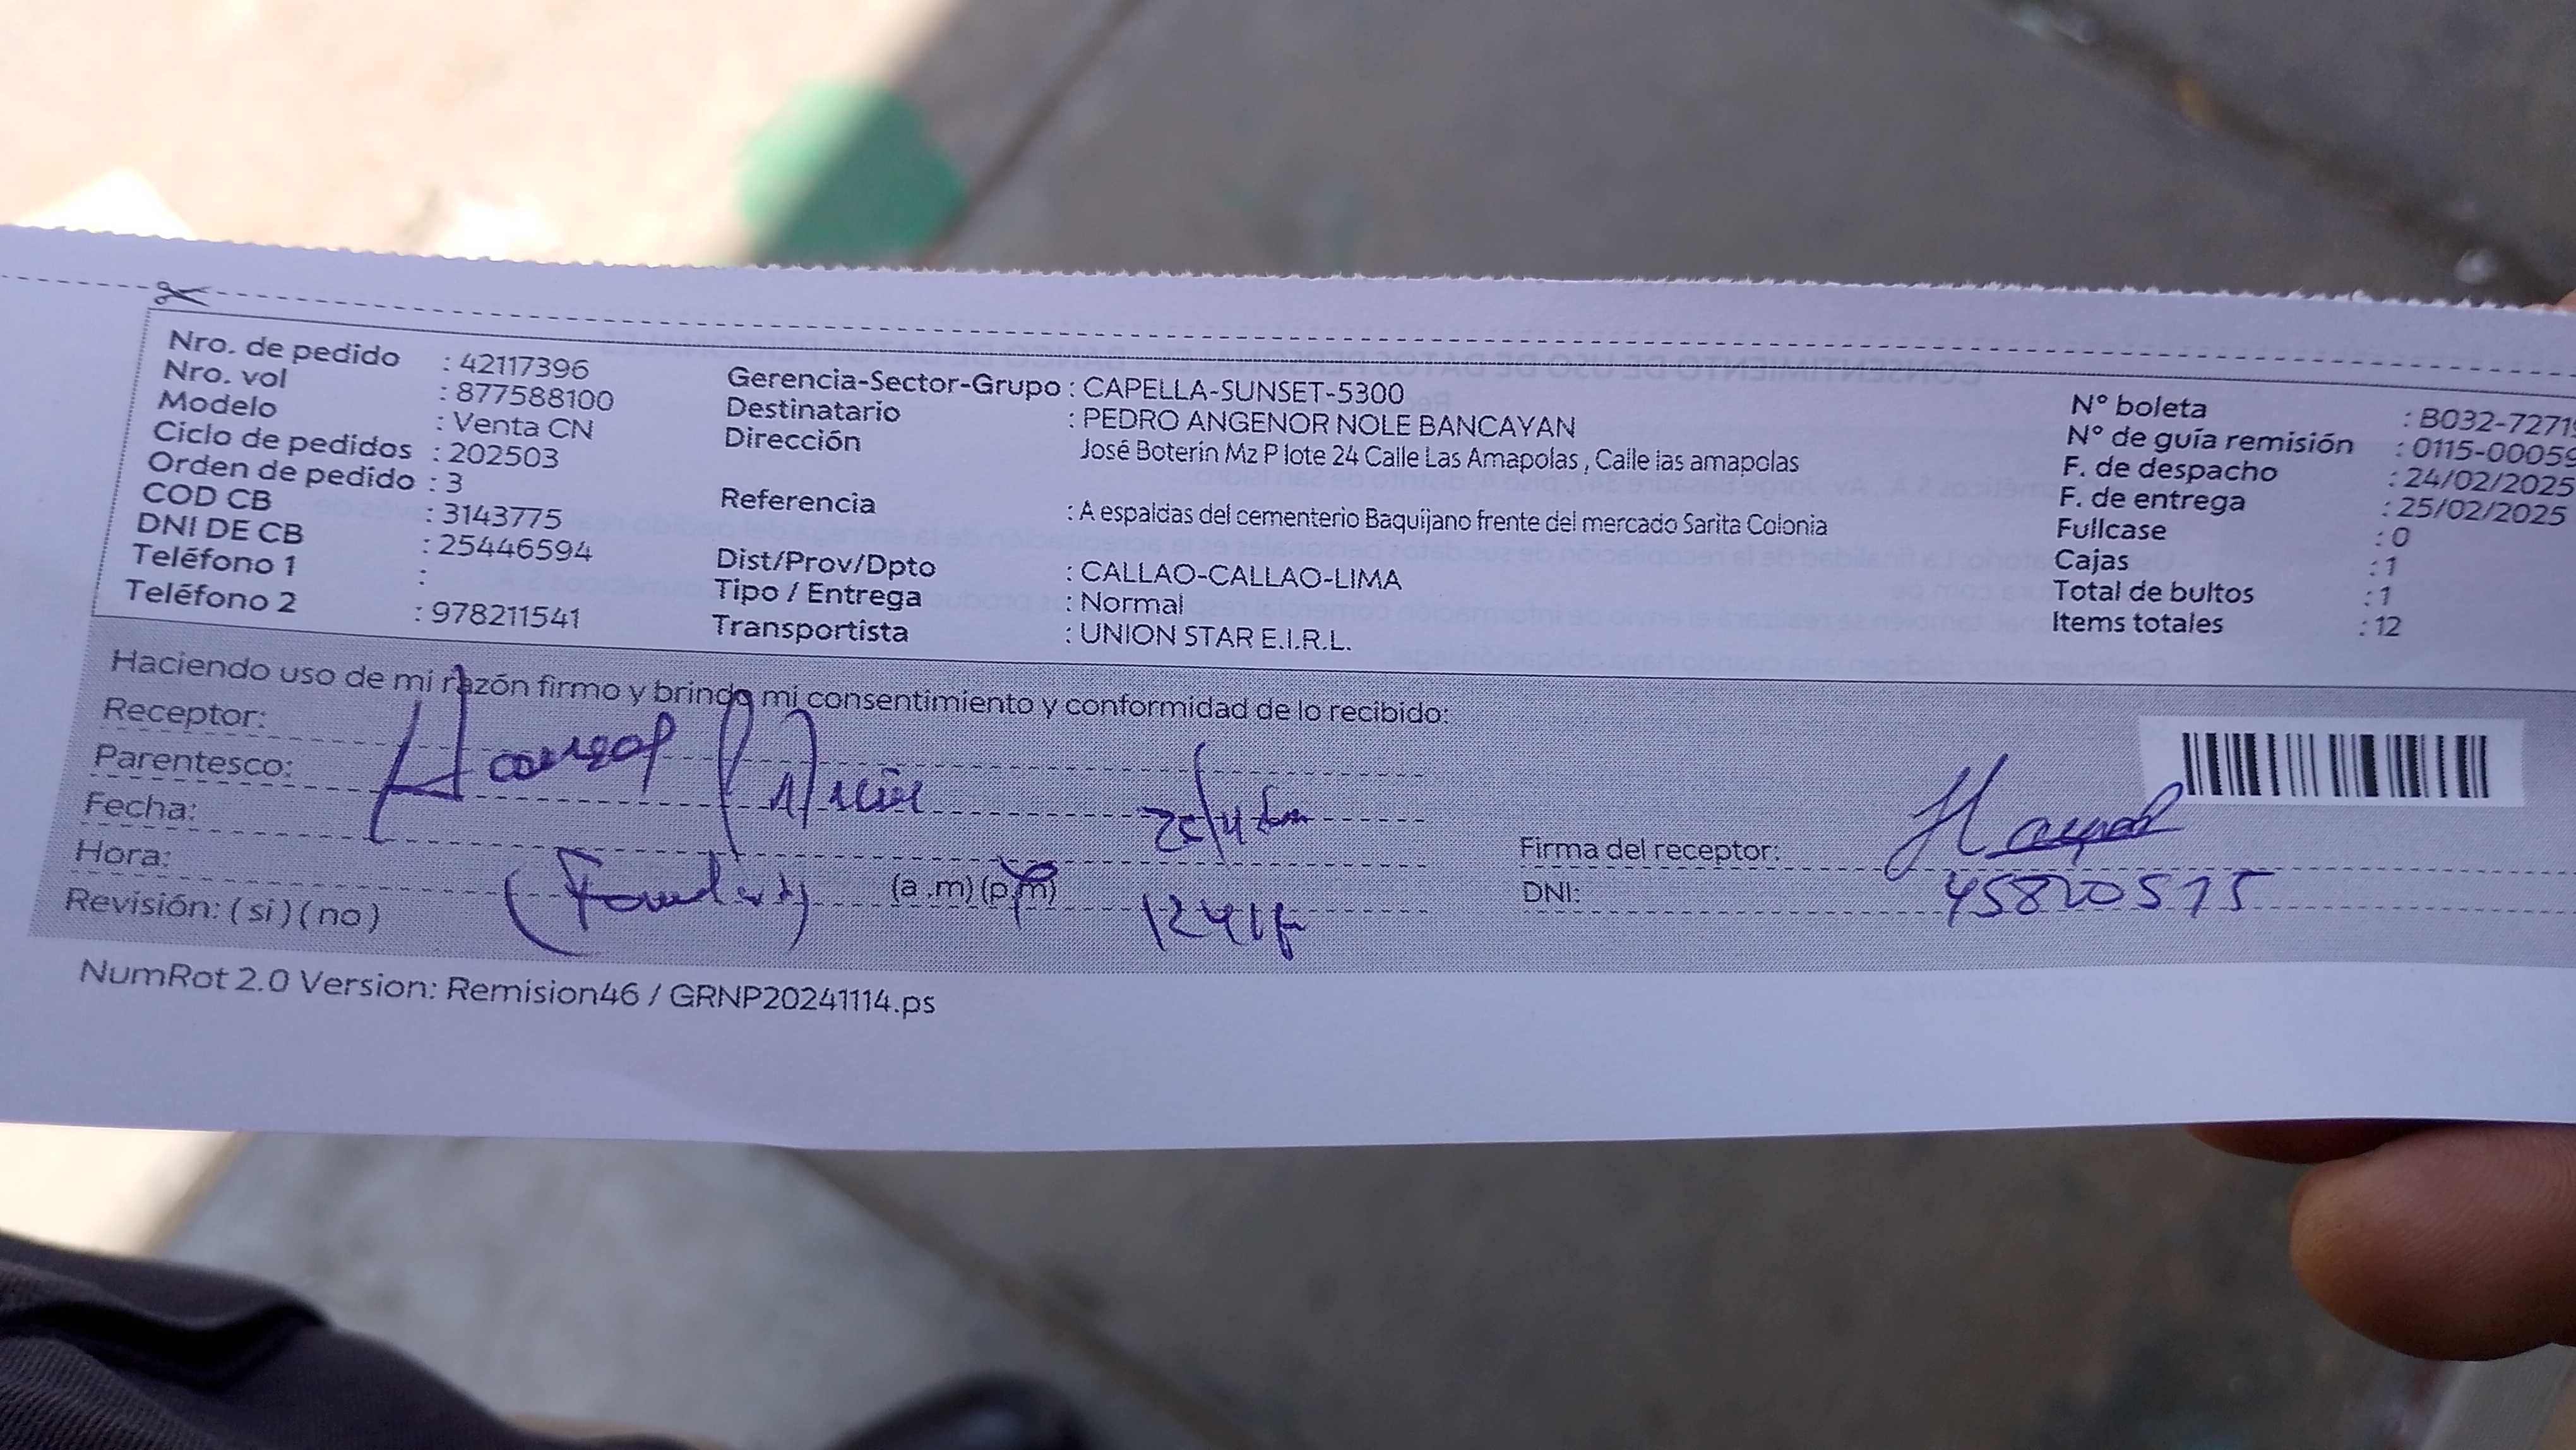 Nro. de pedido : 42117396
Nro. vol : 877588100
Modelo : Venta CN
Ciclo de pedidos : 202503
Orden de pedido : 3
COD CB : 3143775
DNI DE CB : 25446594
Teléfono 1 :
Teléfono 2 : 978211541
Gerencia-Sector-Grupo : CAPELLA-SUNSET-5300
Destinatario : PEDRO ANGENOR NOLE BANCAYAN
Dirección José Boterín Mz P lote 24 Calle Las Amapolas , Calle las amapolas
Referencia : A espaldas del cementerio Baquijano frente del mercado Sarita Colonia
Dist/Prov/Dpto : CALLAO-CALLAO-LIMA
Tipo / Entrega : Normal
Transportista : UNION STAR E.I.R.L.
N° boleta : B032-7271
N° de guía remisión : 0115-00059
F. de despacho : 24/02/2025
F. de entrega : 25/02/2025
Fullcase : 0
Cajas : 1
Total de bultos : 1
Items totales : 12
Haciendo uso de mi razón firmo y brindo mi consentimiento y conformidad de lo recibido:
Receptor:
Parentesco:
Fecha:
Hora: (a .m) (p.m)
Revisión: ( si ) ( no )
Firma del receptor:
DNI: 45820575
NumRot 2.0 Version: Remision46 / GRNP20241114.ps